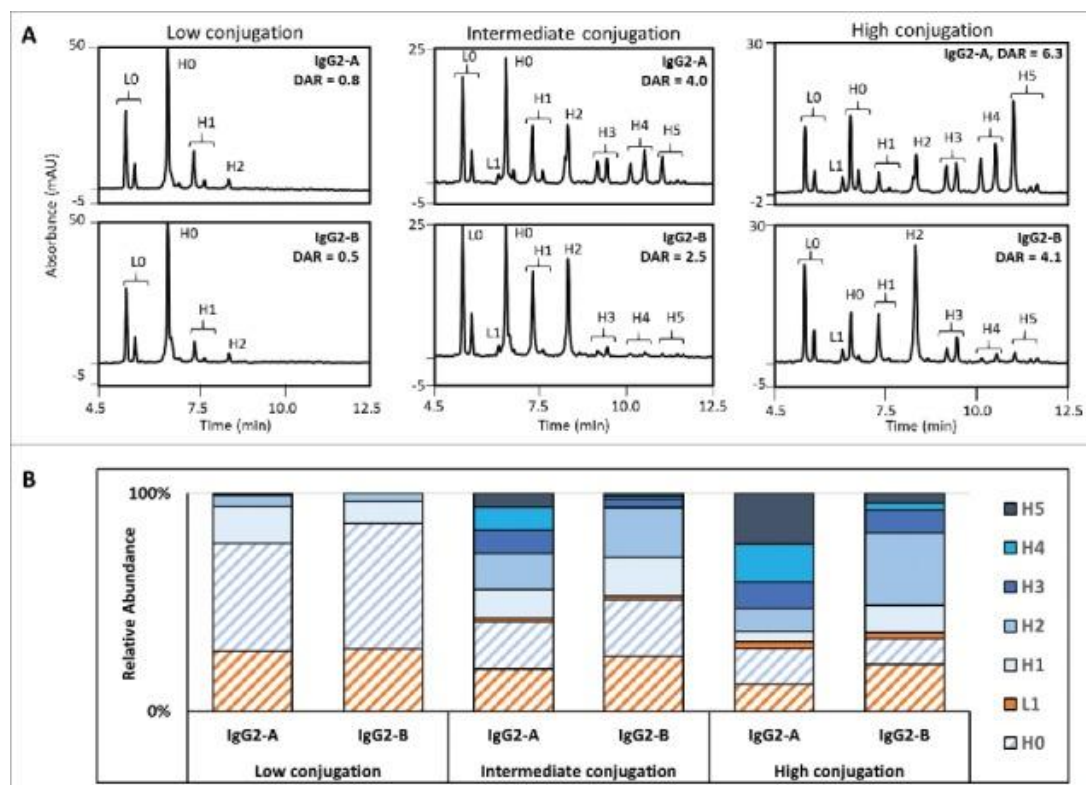 A
Low conjugation
Intermediate conjugation
High conjugation
50
L0
H0
H1
H2
IgG2-A
DAR = 0.8
-5
25
L0
H0
L1
H1
H2
H3
H4
H5
IgG2-A
DAR = 4.0
-5
30
L0
H0
L1
H1
H2
H3
H4
H5
IgG2-A, DAR = 6.3
-2
Absorbance (mAU)
50
L0
H0
H1
H2
IgG2-B
DAR = 0.5
-5
25
L0
H0
L1
H1
H2
H3
H4
H5
IgG2-B
DAR = 2.5
-5
30
L0
H0
L1
H1
H2
H3
H4
H5
IgG2-B
DAR = 4.1
-5
4.5 7.5 10.0 12.5
Time (min)
4.5 7.5 10.0 12.5
Time (min)
4.5 7.5 10.0 12.5
Time (min)
B
100%
Relative Abundance
0%
IgG2-A IgG2-B IgG2-A IgG2-B IgG2-A IgG2-B
Low conjugation Intermediate conjugation High conjugation
H5
H4
H3
H2
H1
L1
H0